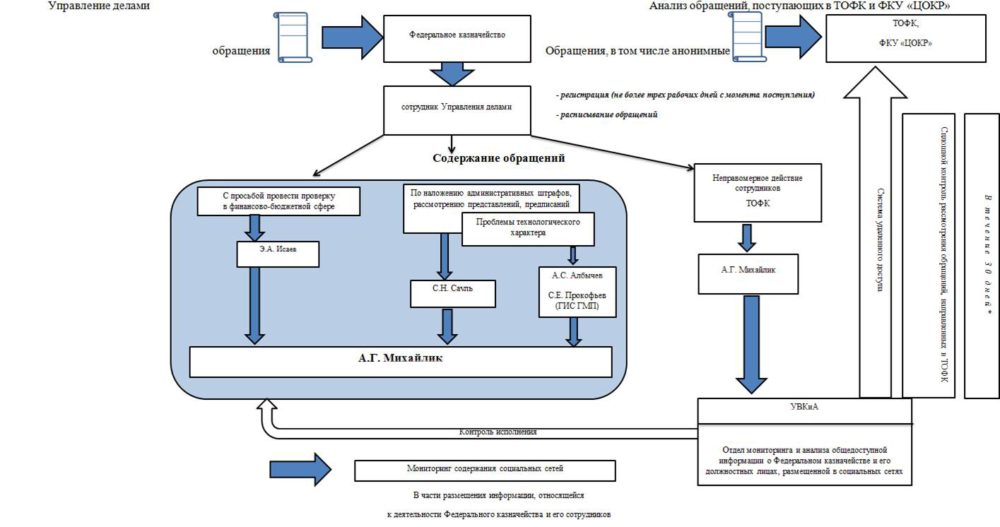 Управление делами
Анализ обращений, поступающих в ТОФК и ФКУ «ЦОКР»
обращения
Федеральное казначейство
Обращения, в том числе анонимные
ТОФК,
ФКУ «ЦОКР»
сотрудник Управления делами
- регистрация (не более трех рабочих дней с момента поступления)
- расписывание обращений
Содержание обращений
С просьбой провести проверку
в финансово-бюджетной сфере
Э.А. Исаев
По наложению административных штрафов,
рассмотрению представлений, предписаний
Проблемы технологического
характера
С.Н. Сауль
А.С. Албычев
С.Е. Прокофьев
(ГИС ГМП)
А.Г. Михайлик
Неправомерное действие
сотрудников
ТОФК
А.Г. Михайлик
Система удаленного доступа
Сплошной контроль рассмотрения обращений, направленных в ТОФК
В течение 30 дней*
УВКиА
Отдел мониторинга и анализа общедоступной
информации о Федеральном казначействе и его
должностных лицах, размещенной в социальных сетях
Контроль исполнения
Мониторинг содержания социальных сетей
В части размещения информации, относящейся
к деятельности Федерального казначейства и его сотрудников